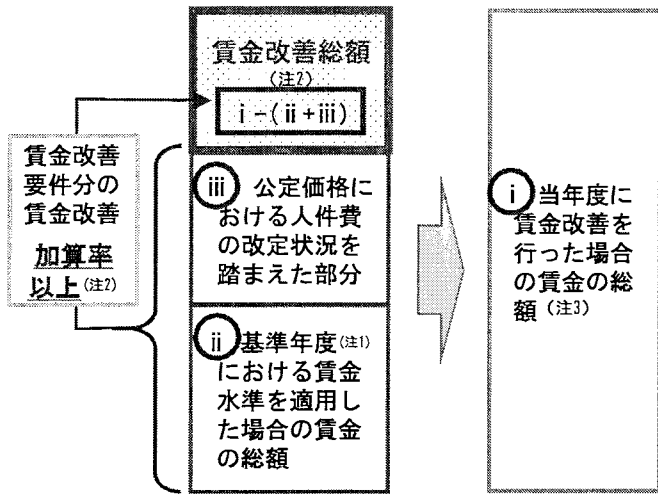 賃金改善総額
(注2)
ⅰ-(ⅱ+ⅲ)
賃金改善
要件分の
賃金改善
加算率
以上(注2)
ⅲ 公定価格に
おける人件費
の改定状況を
踏まえた部分
ⅱ 基準年度(注1)
における賃金
水準を適用し
た場合の賃金
の総額
ⅰ 当年度に
賃金改善を
行った場合
の賃金の総
額(注3)